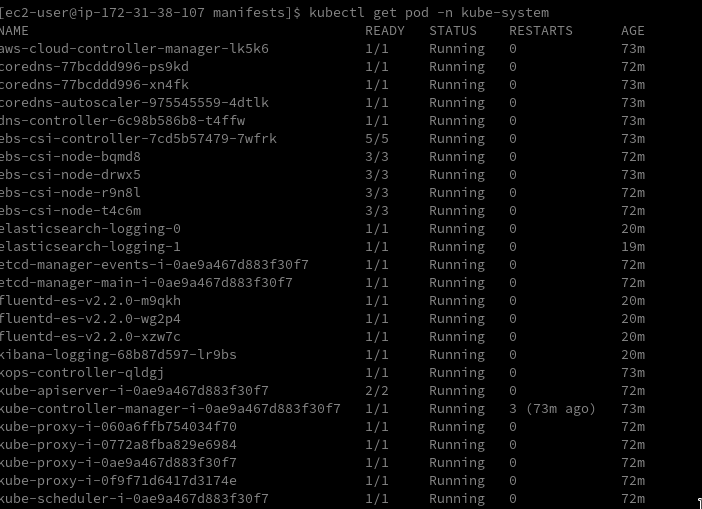 [ec2-user@ip-172-31-38-107 manifests]$ kubectl get pod -n kube-system
NAME READY STATUS RESTARTS AGE
aws-cloud-controller-manager-lk5k6 1/1 Running 0 73m
coredns-77bcddd996-ps9kd 1/1 Running 0 72m
coredns-77bcddd996-xn4fk 1/1 Running 0 73m
coredns-autoscaler-975545559-4dtlk 1/1 Running 0 73m
dns-controller-6c98b586b8-t4ffw 1/1 Running 0 73m
ebs-csi-controller-7cd5b57479-7wfrk 5/5 Running 0 73m
ebs-csi-node-bqmd8 3/3 Running 0 72m
ebs-csi-node-drwx5 3/3 Running 0 73m
ebs-csi-node-r9n8l 3/3 Running 0 72m
ebs-csi-node-t4c6m 3/3 Running 0 72m
elasticsearch-logging-0 1/1 Running 0 20m
elasticsearch-logging-1 1/1 Running 0 19m
etcd-manager-events-i-0ae9a467d883f30f7 1/1 Running 0 72m
etcd-manager-main-i-0ae9a467d883f30f7 1/1 Running 0 72m
fluentd-es-v2.2.0-m9qkh 1/1 Running 0 20m
fluentd-es-v2.2.0-wg2p4 1/1 Running 0 20m
fluentd-es-v2.2.0-xzw7c 1/1 Running 0 20m
kibana-logging-68b87d597-lr9bs 1/1 Running 0 20m
kops-controller-qldgj 1/1 Running 0 73m
kube-apiserver-i-0ae9a467d883f30f7 2/2 Running 0 72m
kube-controller-manager-i-0ae9a467d883f30f7 1/1 Running 3 (73m ago) 73m
kube-proxy-i-060a6ffb754034f70 1/1 Running 0 72m
kube-proxy-i-0772a8fba829e6984 1/1 Running 0 72m
kube-proxy-i-0ae9a467d883f30f7 1/1 Running 0 72m
kube-proxy-i-0f9f71d6417d3174e 1/1 Running 0 72m
kube-scheduler-i-0ae9a467d883f30f7 1/1 Running 0 72m